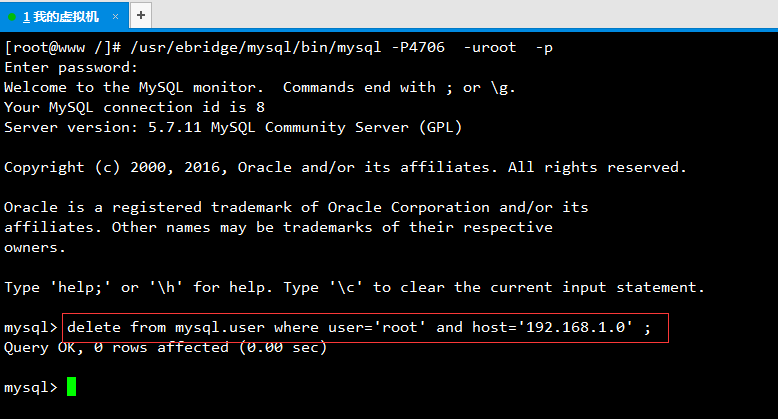 1 我的虚拟机 × +
[root@www /]# /usr/ebridge/mysql/bin/mysql -P4706  -uroot  -p
Enter password:
Welcome to the MySQL monitor.  Commands end with ; or \g.
Your MySQL connection id is 8
Server version: 5.7.11 MySQL Community Server (GPL)
Copyright (c) 2000, 2016, Oracle and/or its affiliates. All rights reserved.
Oracle is a registered trademark of Oracle Corporation and/or its
affiliates. Other names may be trademarks of their respective
owners.
Type 'help;' or '\h' for help. Type '\c' to clear the current input statement.
mysql> delete from mysql.user where user='root' and host='192.168.1.0' ;
Query OK, 0 rows affected (0.00 sec)
mysql>